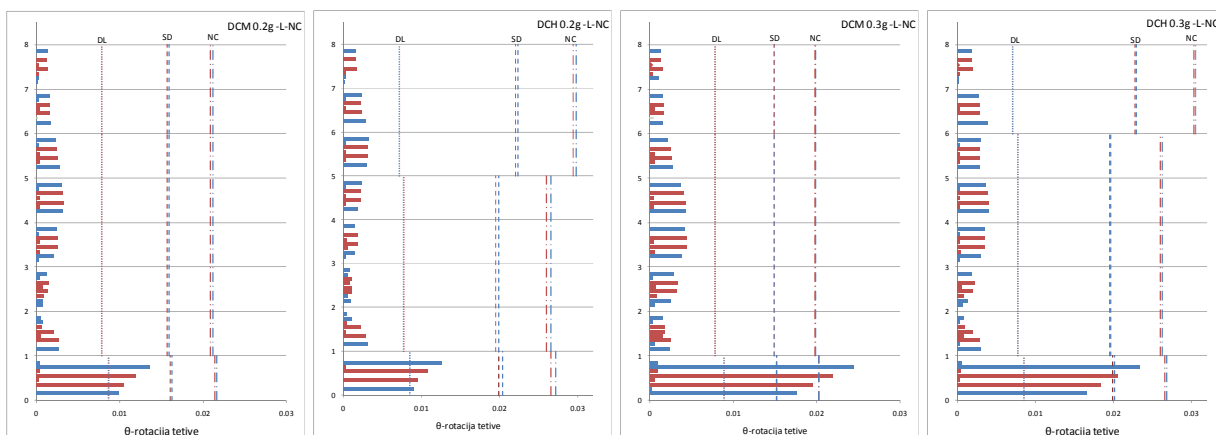 DCM 0.2g -L-NC
DL SD NC
8
7
6
5
4
3
2
1
0
0 0.01 0.02 0.03
θ-rotacija tetive
DCH 0.2g -L-NC
DL SD NC
8
7
6
5
4
3
2
1
0
0 0.01 0.02 0.03
θ-rotacija tetive
DCM 0.3g -L-NC
DL SD NC
8
7
6
5
4
3
2
1
0
0 0.01 0.02 0.03
θ-rotacija tetive
DCH 0.3g -L-NC
DL SD NC
8
7
6
5
4
3
2
1
0
0 0.01 0.02 0.03
θ-rotacija tetive